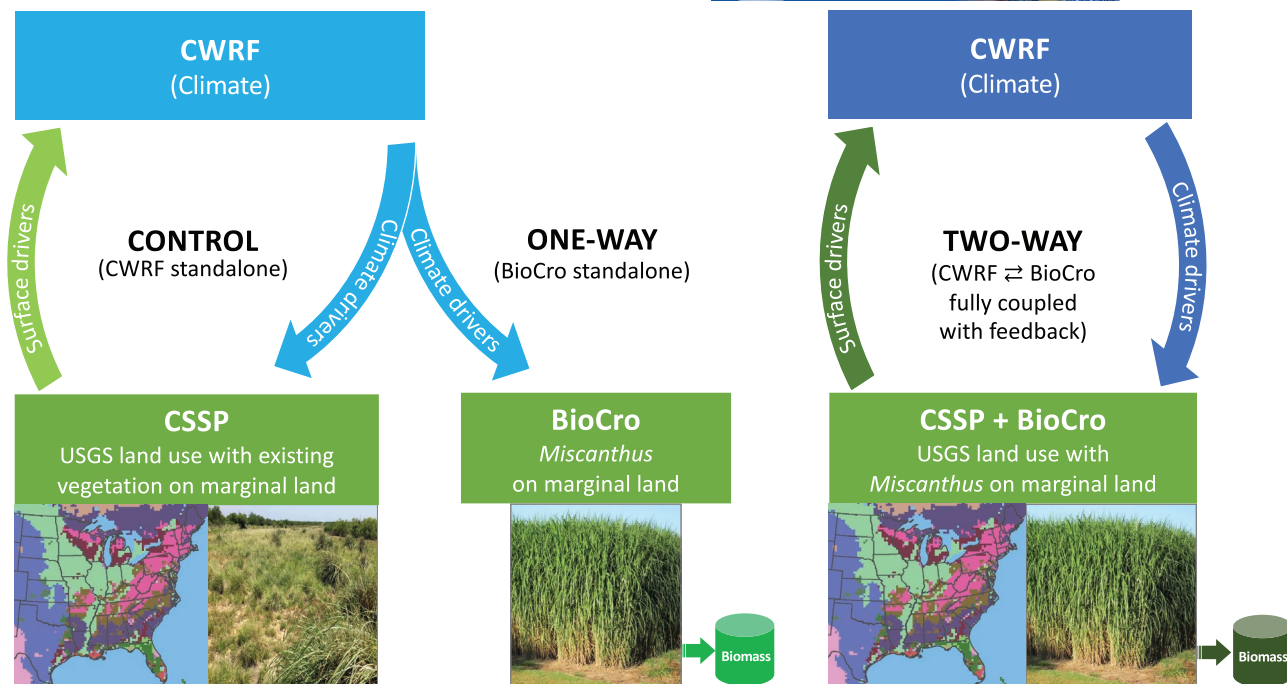 CWRF
(Climate)
Surface drivers
CONTROL
(CWRF standalone)
Climate drivers
Climate drivers
ONE-WAY
(BioCro standalone)
CSSP
USGS land use with existing
vegetation on marginal land
BioCro
Miscanthus
on marginal land
Biomass
CWRF
(Climate)
Surface drivers
TWO-WAY
(CWRF ⇄ BioCro
fully coupled
with feedback)
Climate drivers
CSSP + BioCro
USGS land use with
Miscanthus on marginal land
Biomass